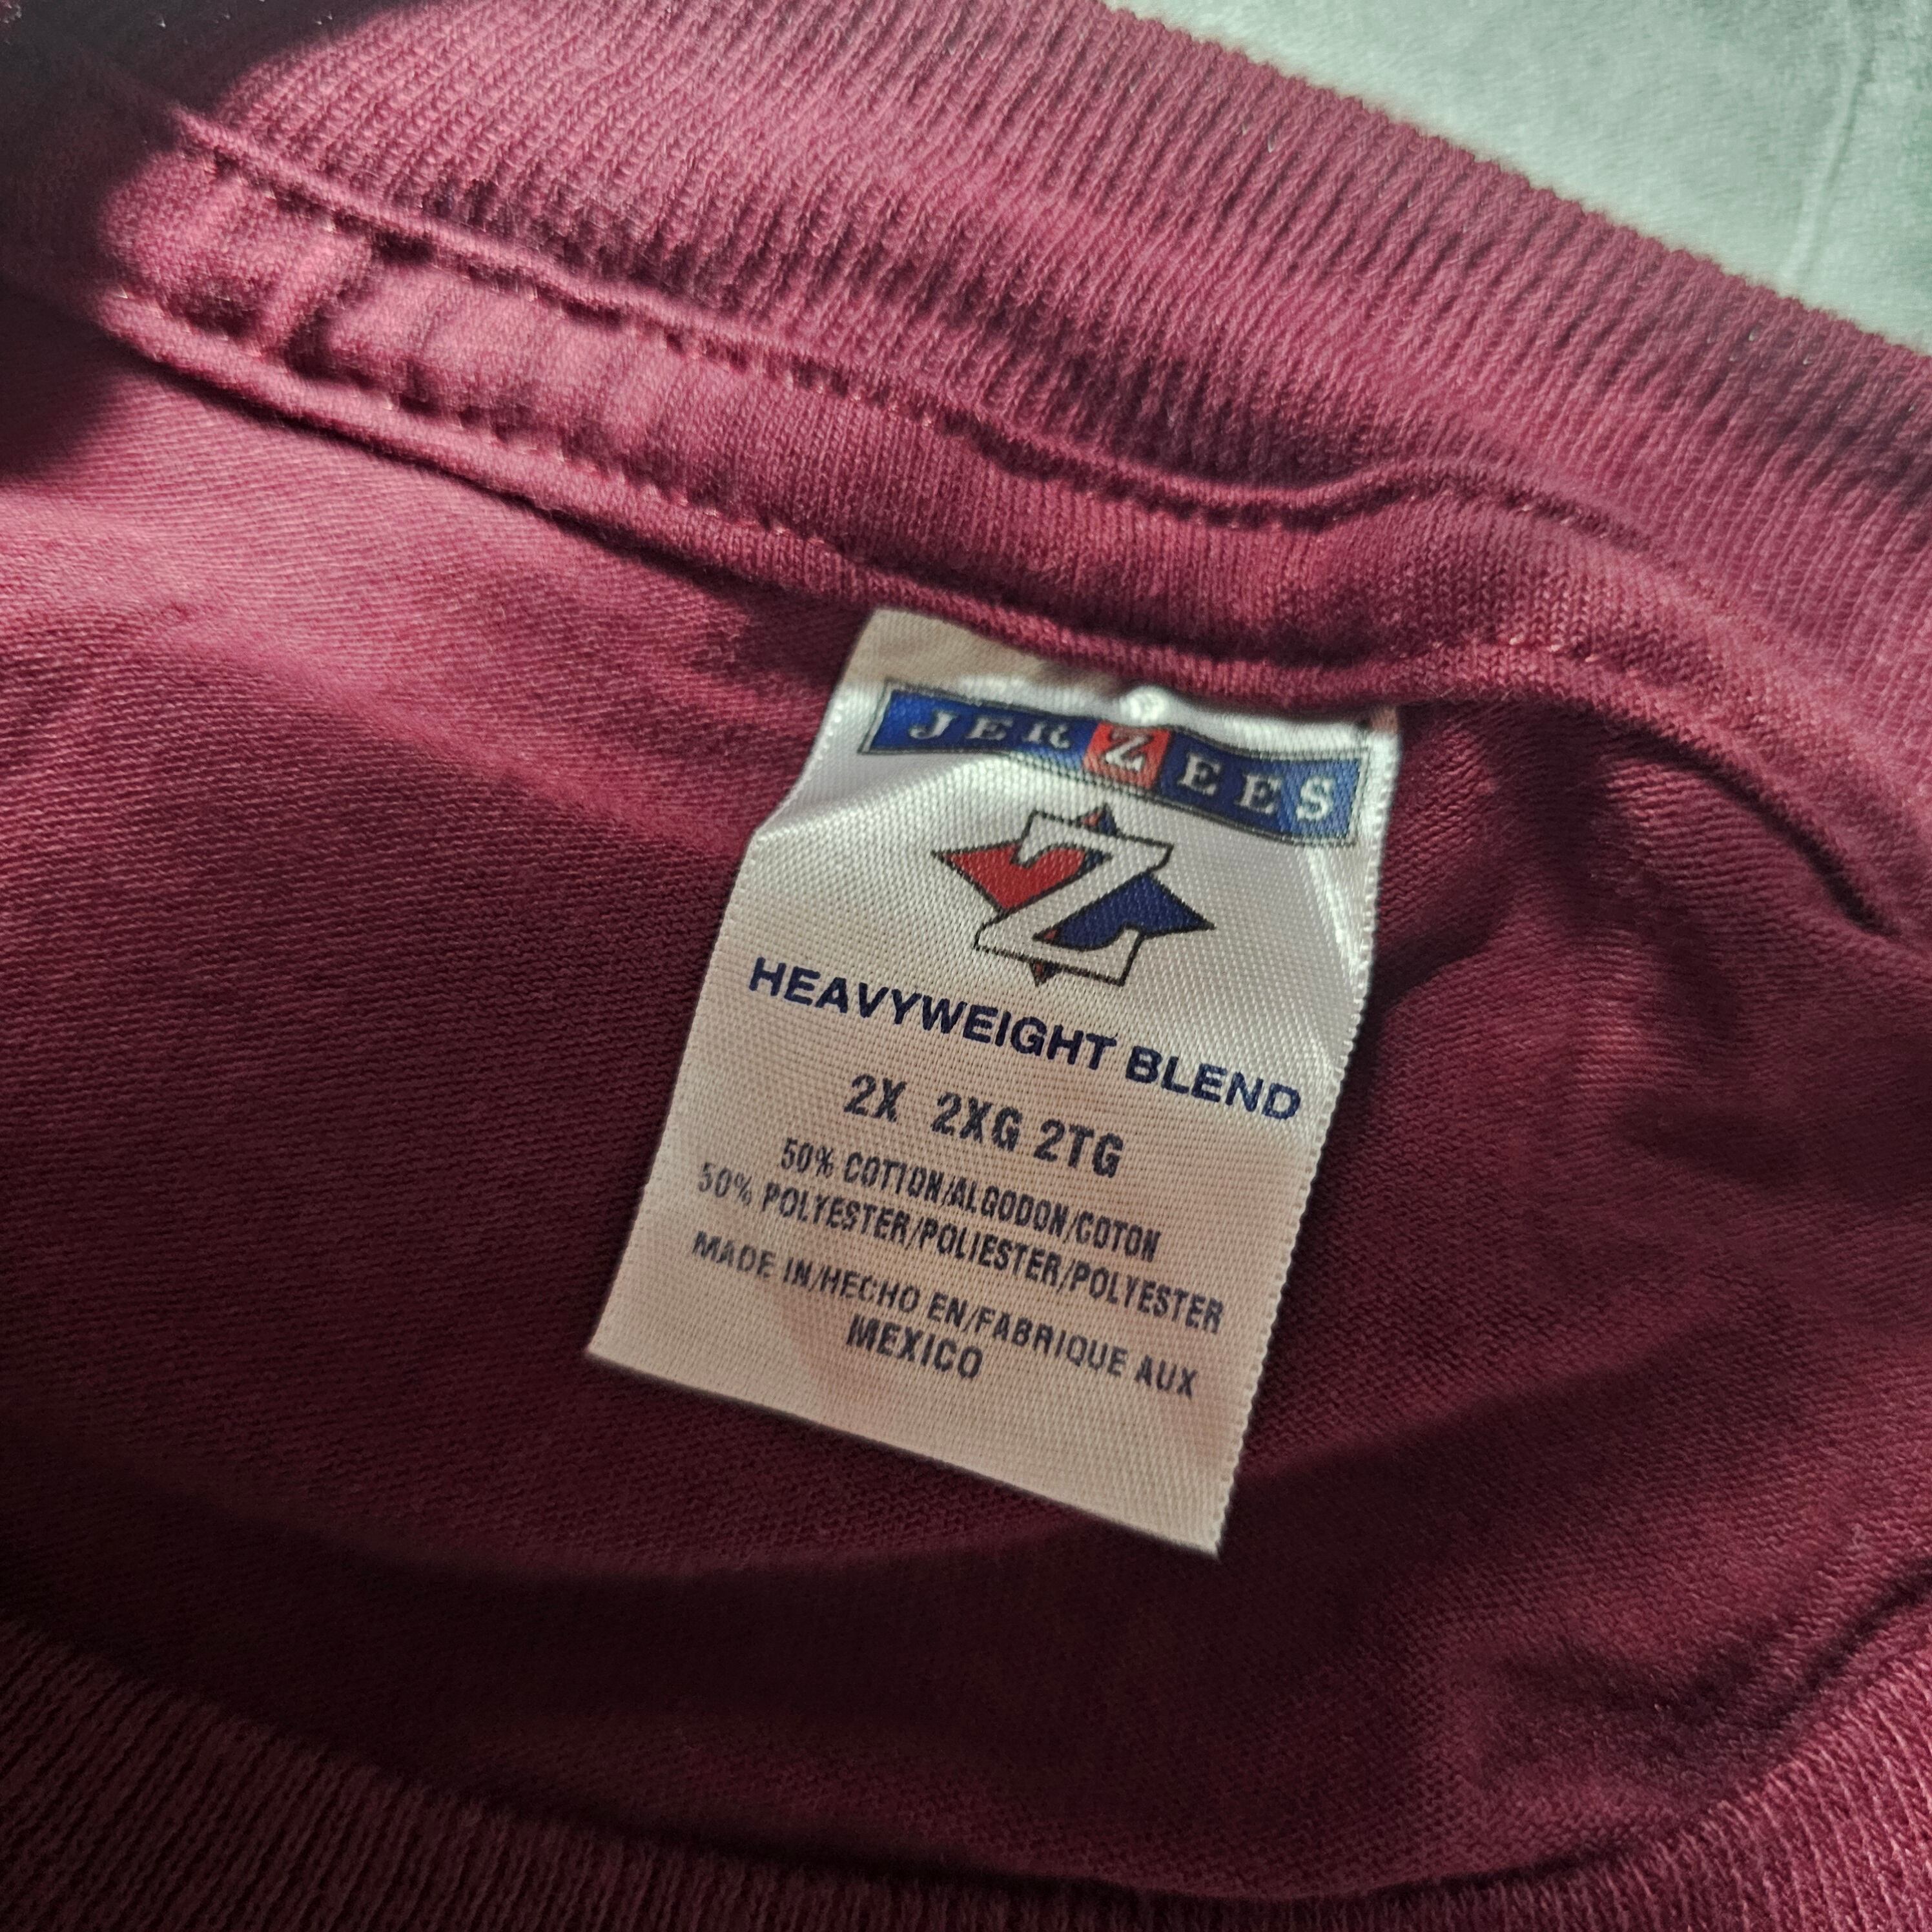 JERZEES
Z
HEAVYWEIGHT BLEND
2X 2XG 2TG
50% COTTON/ALGODON/COTON
50% POLYESTER/POLIESTER/POLYESTER
MADE IN/HECHO EN/FABRIQUE AUX
MEXICO